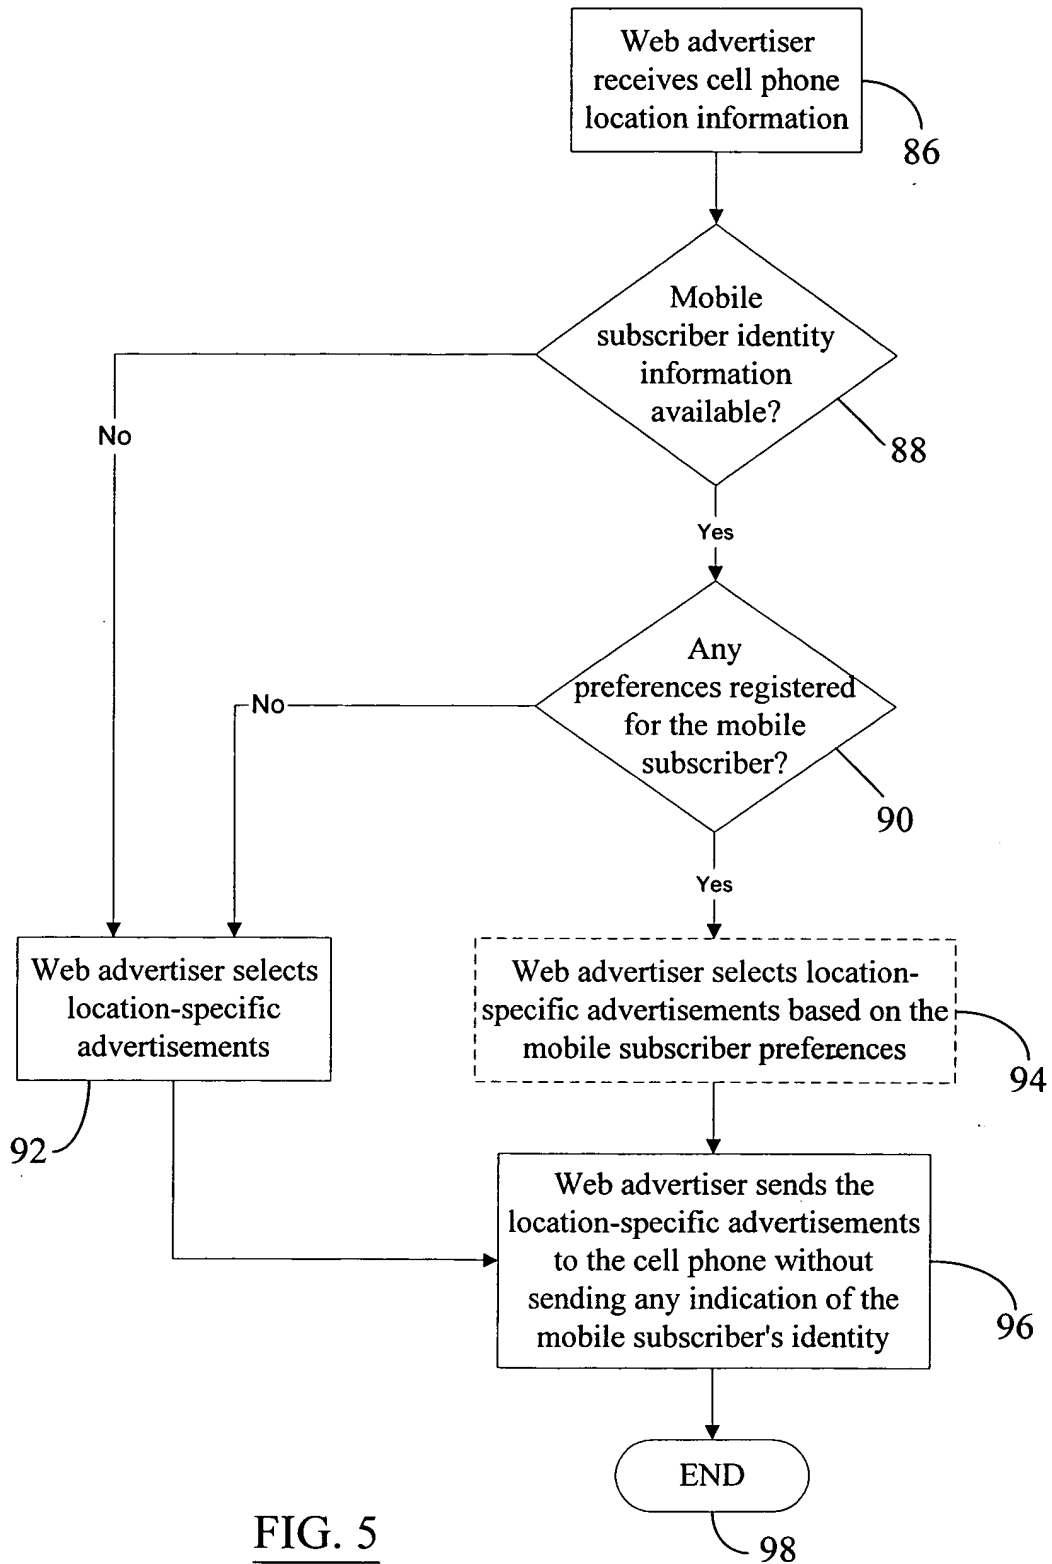 Web advertiser
receives cell phone
location information
86
Mobile
subscriber identity
information
available?
88
No
Yes
Any
preferences registered
for the mobile
subscriber?
90
No
Yes
Web advertiser selects
location-specific
advertisements
92
Web advertiser selects location-
specific advertisements based on the
mobile subscriber preferences
94
Web advertiser sends the
location-specific advertisements
to the cell phone without
sending any indication of the
mobile subscriber's identity
96
END
98
FIG. 5